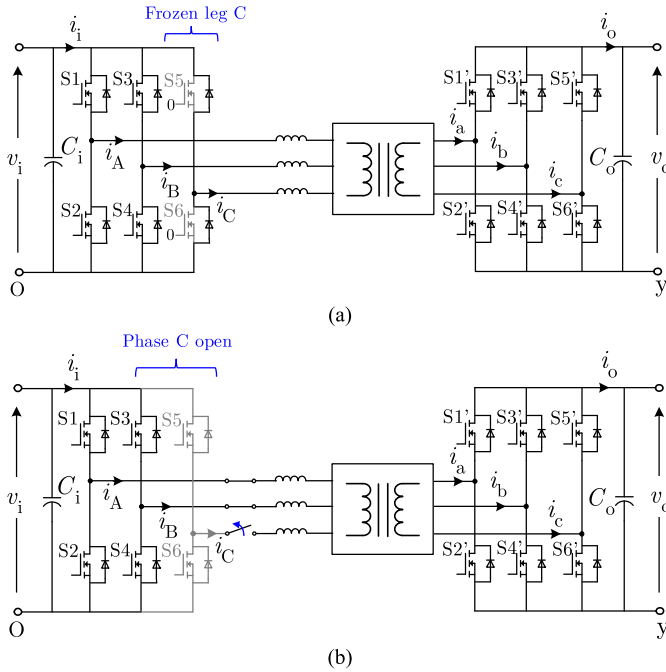 Frozen leg C
i_i
i_o
S1
S3
S5
0
S1’
S3’
S5’
C_i
i_A
i_B
i_C
i_a
i_b
i_c
C_o
v_i
v_o
S2
S4
S6
0
S2’
S4’
S6’
O
y
(a)
Phase C open
i_i
i_o
S1
S3
S5
S1’
S3’
S5’
C_i
i_A
i_B
i_C
i_a
i_b
i_c
C_o
v_i
v_o
S2
S4
S6
S2’
S4’
S6’
O
y
(b)